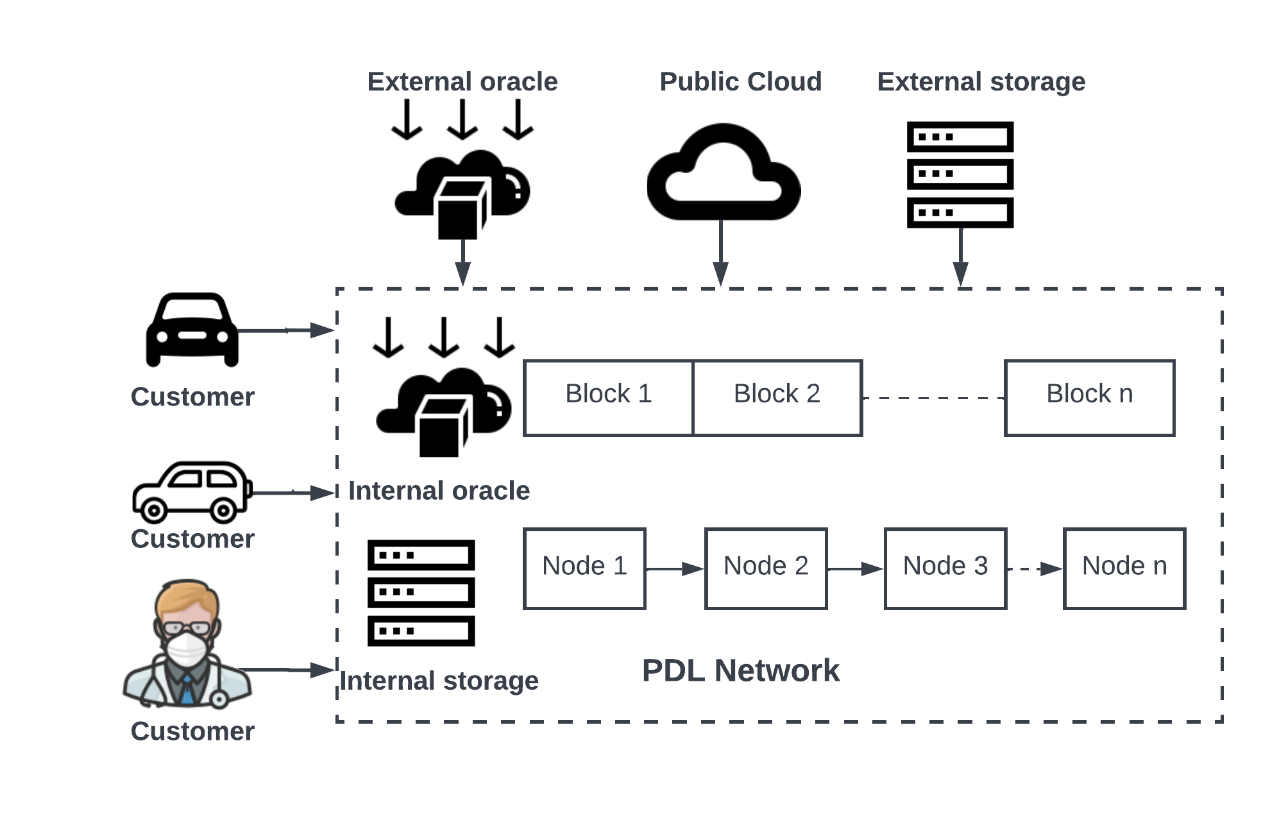 External oracle
Public Cloud
External storage
Customer
Block 1
Block 2
Block n
Internal oracle
Customer
Node 1
Node 2
Node 3
Node n
Internal storage
PDL Network
Customer